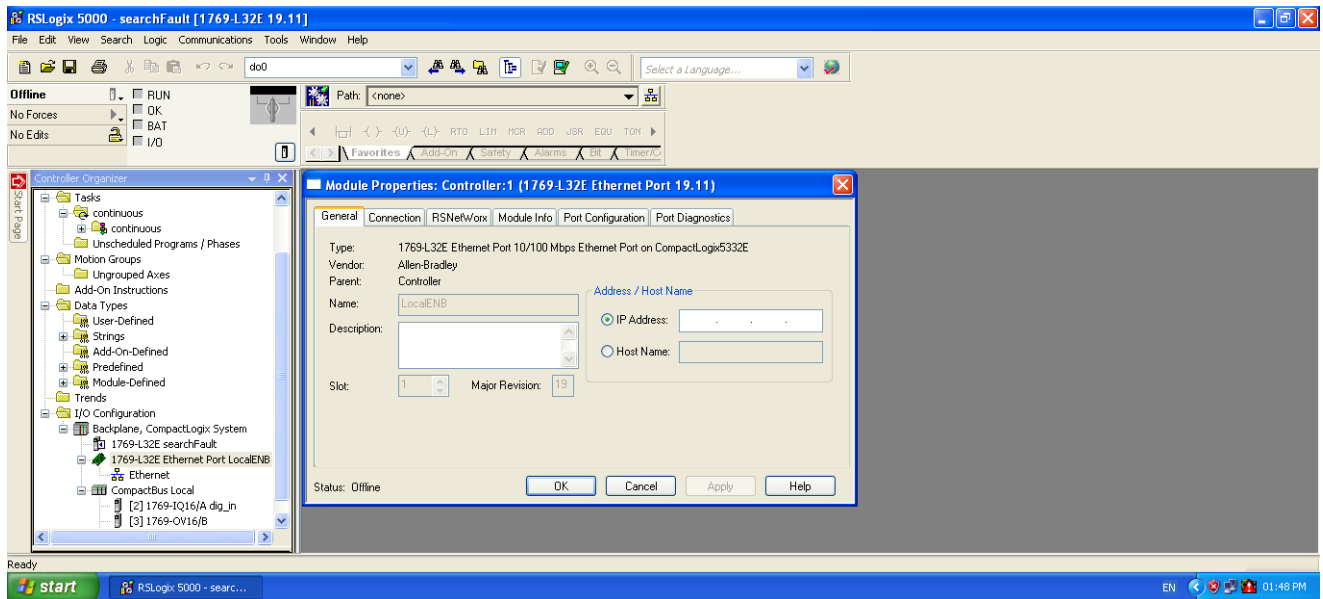 RSLogix 5000 - searchFault [1769-L32E 19.11]
File Edit View Search Logic Communications Tools Window Help
do0
Select a Language...
Offline
RUN
Path: <none>
No Forces
OK
No Edits
BAT
I/O
RTO LIM MCR ADD JSR EQU TON
-( )- -(U)- -(L)-
Favorites Add-On Safety Alarms Bit Timer/C
Start Page
Controller Organizer
Tasks
continuous
continuous
Unscheduled Programs / Phases
Motion Groups
Ungrouped Axes
Add-On Instructions
Data Types
User-Defined
Strings
Add-On-Defined
Predefined
Module-Defined
Trends
I/O Configuration
Backplane, CompactLogix System
1769-L32E searchFault
1769-L32E Ethernet Port LocalENB
Ethernet
CompactBus Local
[2] 1769-IQ16/A dig_in
[3] 1769-OV16/B
Module Properties: Controller:1 (1769-L32E Ethernet Port 19.11)
General Connection RSNetWorx Module Info Port Configuration Port Diagnostics
Type: 1769-L32E Ethernet Port 10/100 Mbps Ethernet Port on CompactLogix5332E
Vendor: Allen-Bradley
Parent: Controller
Name: LocalENB
Description:
Slot: 1 Major Revision: 19
Address / Host Name
IP Address: . . .
Host Name:
Status: Offline
OK Cancel Apply Help
Ready
start
RSLogix 5000 - searc...
EN
01:48 PM